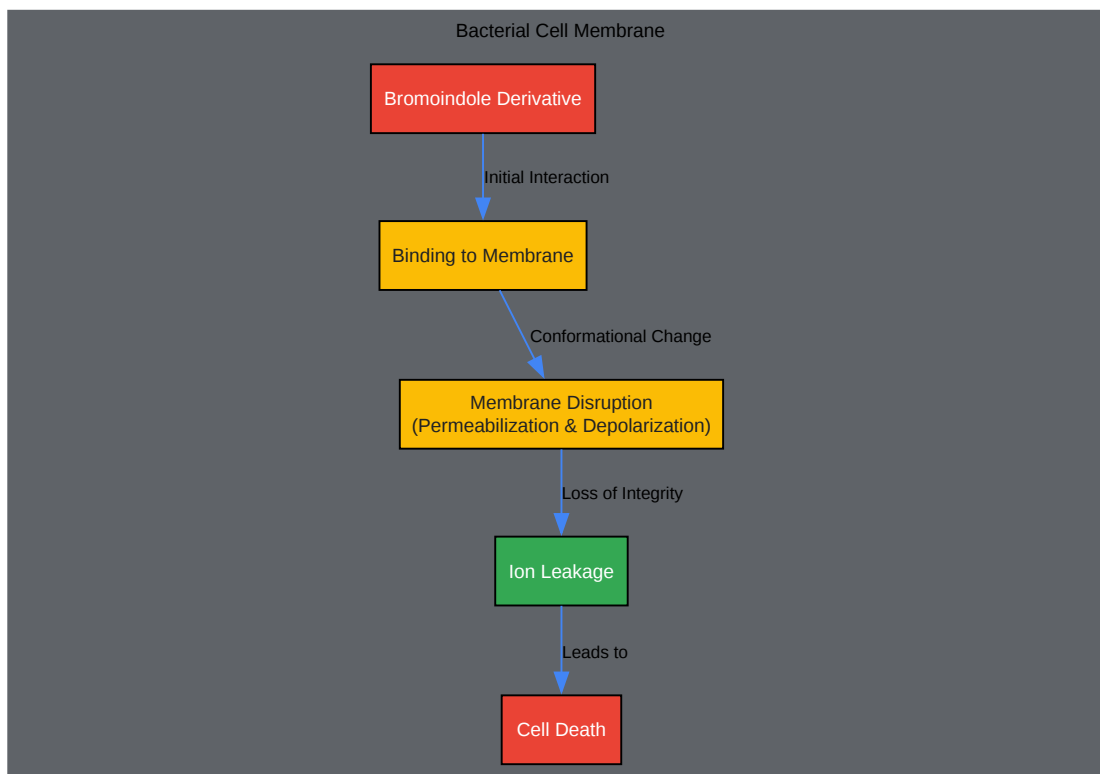 Bacterial Cell Membrane
Bromoindole Derivative
Initial Interaction
Binding to Membrane
Conformational Change
Membrane Disruption
(Permeabilization & Depolarization)
Loss of Integrity
Ion Leakage
Leads to
Cell Death